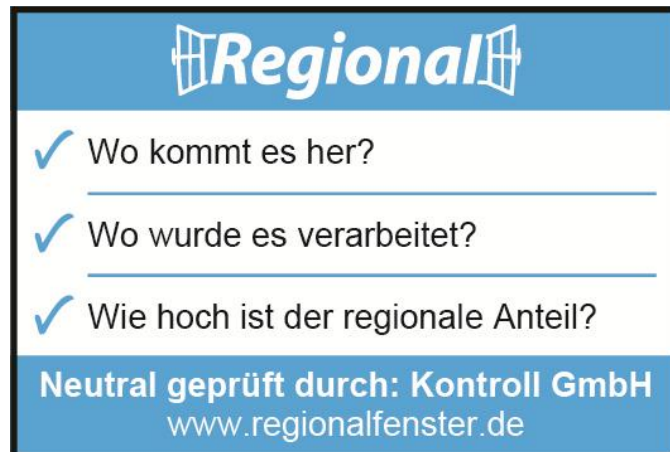 Regional
Wo kommt es her?
Wo wurde es verarbeitet?
Wie hoch ist der regionale Anteil?
Neutral geprüft durch: Kontroll GmbH
www.regionalfenster.de